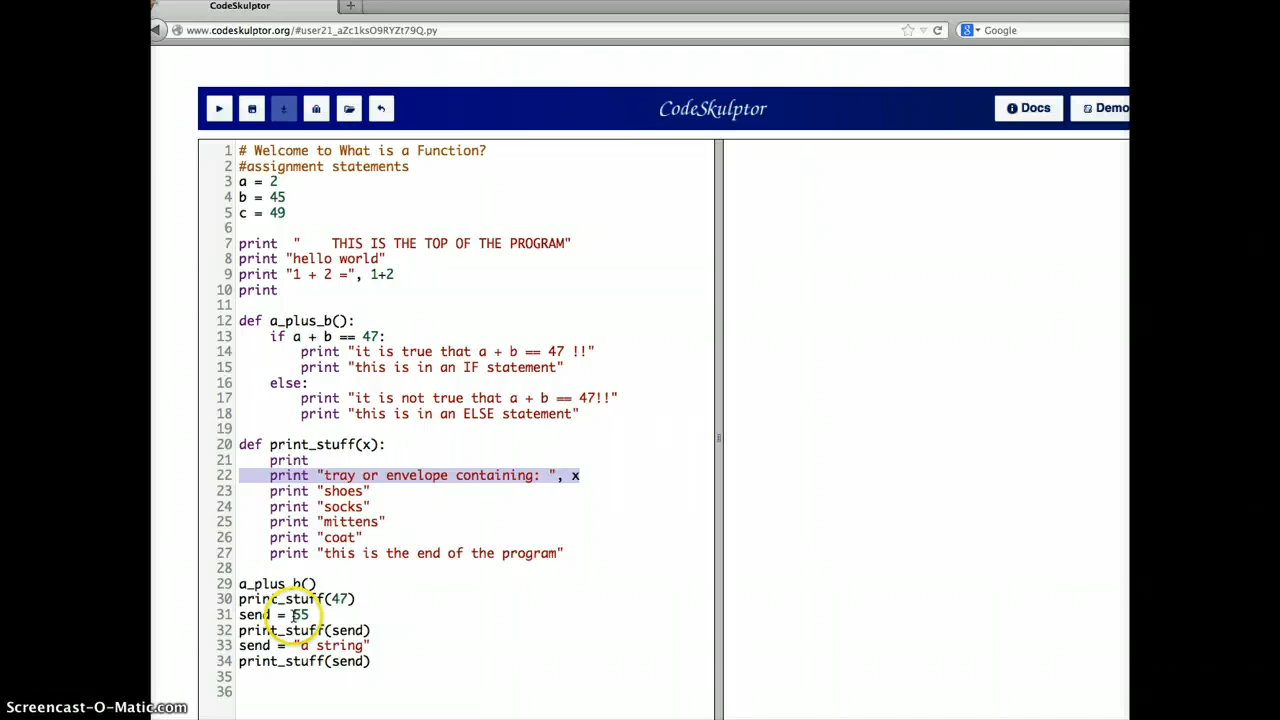 CodeSkulptor
www.codeskulptor.org/#user21_aZc1ksO9RYZt79Q.py
Google
CodeSkulptor
Docs
Demo
1 # Welcome to What is a Function?
2 #assignment statements
3 a = 2
4 b = 45
5 c = 49
6
7 print  "    THIS IS THE TOP OF THE PROGRAM"
8 print "hello world"
9 print "1 + 2 =", 1+2
10 print
11
12 def a_plus_b():
13     if a + b == 47:
14         print "it is true that a + b == 47 !!"
15         print "this is in an IF statement"
16     else:
17         print "it is not true that a + b == 47!!"
18         print "this is in an ELSE statement"
19
20 def print_stuff(x):
21     print
22     print "tray or envelope containing: ", x
23     print "shoes"
24     print "socks"
25     print "mittens"
26     print "coat"
27     print "this is the end of the program"
28
29 a_plus_b()
30 print_stuff(47)
31 send = 55
32 print_stuff(send)
33 send = "a string"
34 print_stuff(send)
35
36
Screencast-O-Matic.com